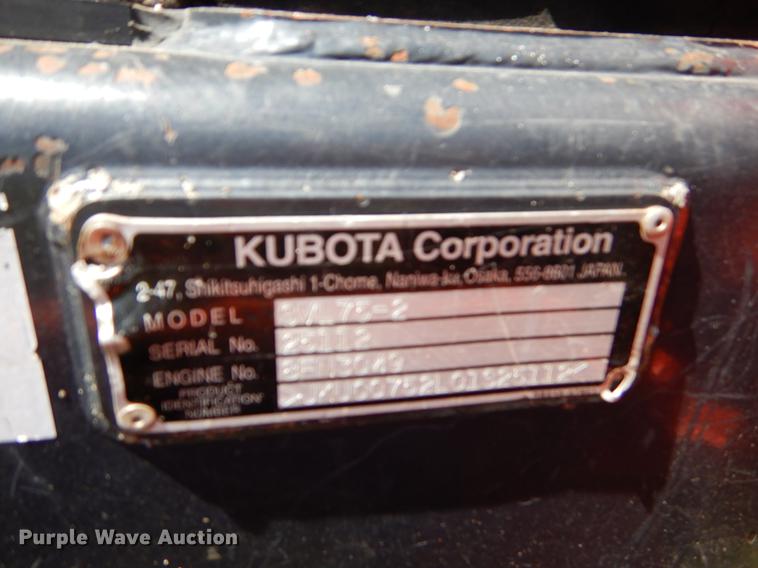 KUBOTA Corporation
2-47, Shikitsuhigashi 1-Chome, Naniwa-ku, Osaka, 556-8601 JAPAN
MODEL SVL75-2
SERIAL No. 25112
ENGINE No.
PRODUCT
IDENTIFICATION
NUMBER
Purple Wave Auction